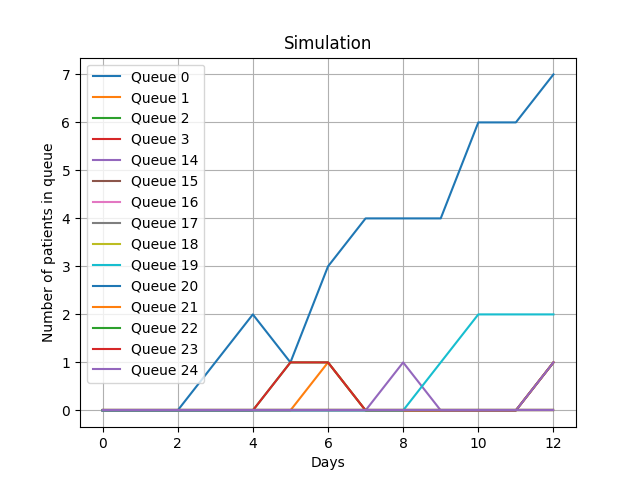 Simulation
Number of patients in queue
7
6
5
4
3
2
1
0
Queue 0
Queue 1
Queue 2
Queue 3
Queue 14
Queue 15
Queue 16
Queue 17
Queue 18
Queue 19
Queue 20
Queue 21
Queue 22
Queue 23
Queue 24
0 2 4 6 8 10 12
Days